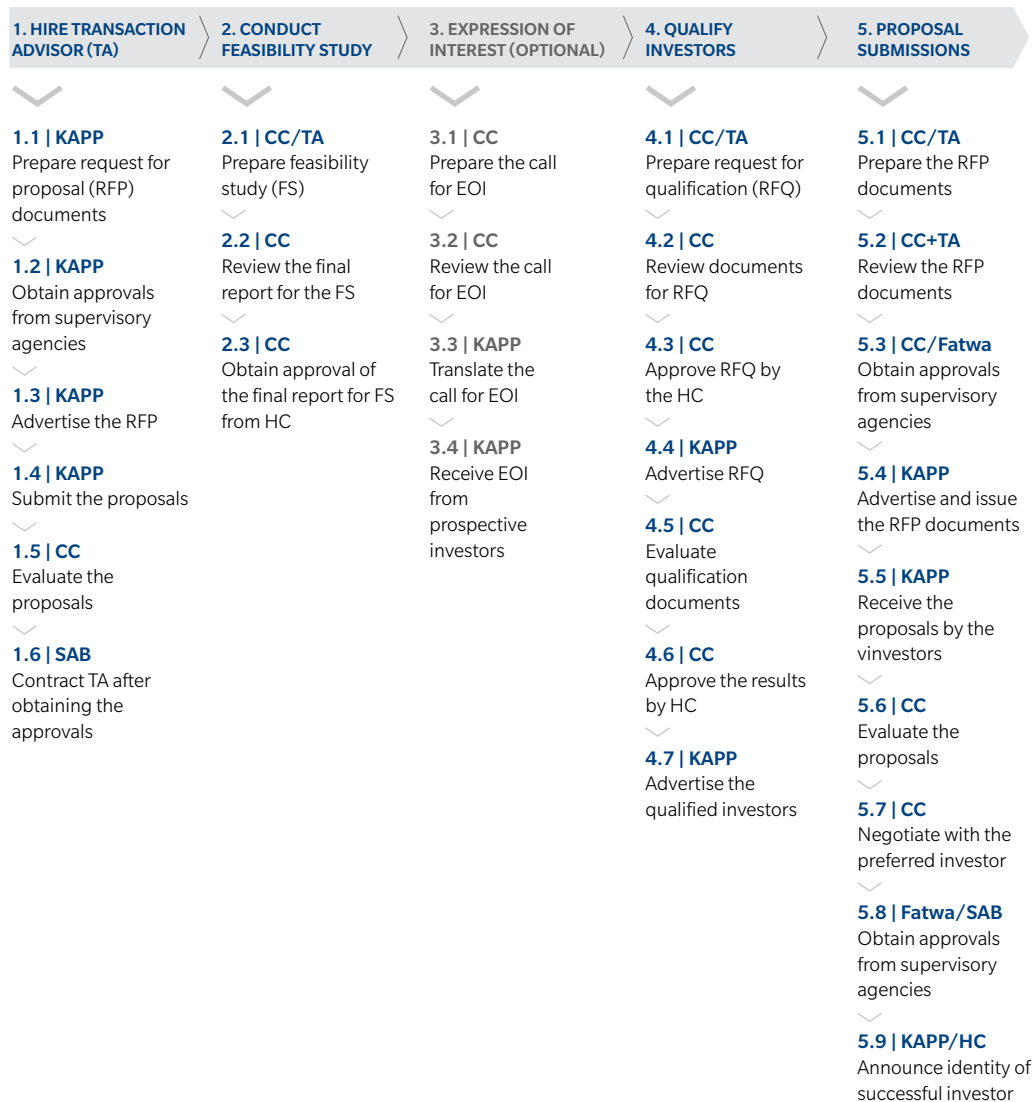 1. HIRE TRANSACTION
ADVISOR (TA)
2. CONDUCT
FEASIBILITY STUDY
3. EXPRESSION OF
INTEREST (OPTIONAL)
4. QUALIFY
INVESTORS
5. PROPOSAL
SUBMISSIONS
1.1 | KAPP
Prepare request for
proposal (RFP)
documents
1.2 | KAPP
Obtain approvals
from supervisory
agencies
1.3 | KAPP
Advertise the RFP
1.4 | KAPP
Submit the proposals
1.5 | CC
Evaluate the
proposals
1.6 | SAB
Contract TA after
obtaining the
approvals
2.1 | CC/TA
Prepare feasibility
study (FS)
2.2 | CC
Review the final
report for the FS
2.3 | CC
Obtain approval of
the final report for FS
from HC
3.1 | CC
Prepare the call
for EOI
3.2 | CC
Review the call
for EOI
3.3 | KAPP
Translate the
call for EOI
3.4 | KAPP
Receive EOI
from
prospective
investors
4.1 | CC/TA
Prepare request for
qualification (RFQ)
4.2 | CC
Review documents
for RFQ
4.3 | CC
Approve RFQ by
the HC
4.4 | KAPP
Advertise RFQ
4.5 | CC
Evaluate
qualification
documents
4.6 | CC
Approve the results
by HC
4.7 | KAPP
Advertise the
qualified investors
5.1 | CC/TA
Prepare the RFP
documents
5.2 | CC+TA
Review the RFP
documents
5.3 | CC/Fatwa
Obtain approvals
from supervisory
agencies
5.4 | KAPP
Advertise and issue
the RFP documents
5.5 | KAPP
Receive the
proposals by the
vinvestors
5.6 | CC
Evaluate the
proposals
5.7 | CC
Negotiate with the
preferred investor
5.8 | Fatwa/SAB
Obtain approvals
from supervisory
agencies
5.9 | KAPP/HC
Announce identity of
successful investor